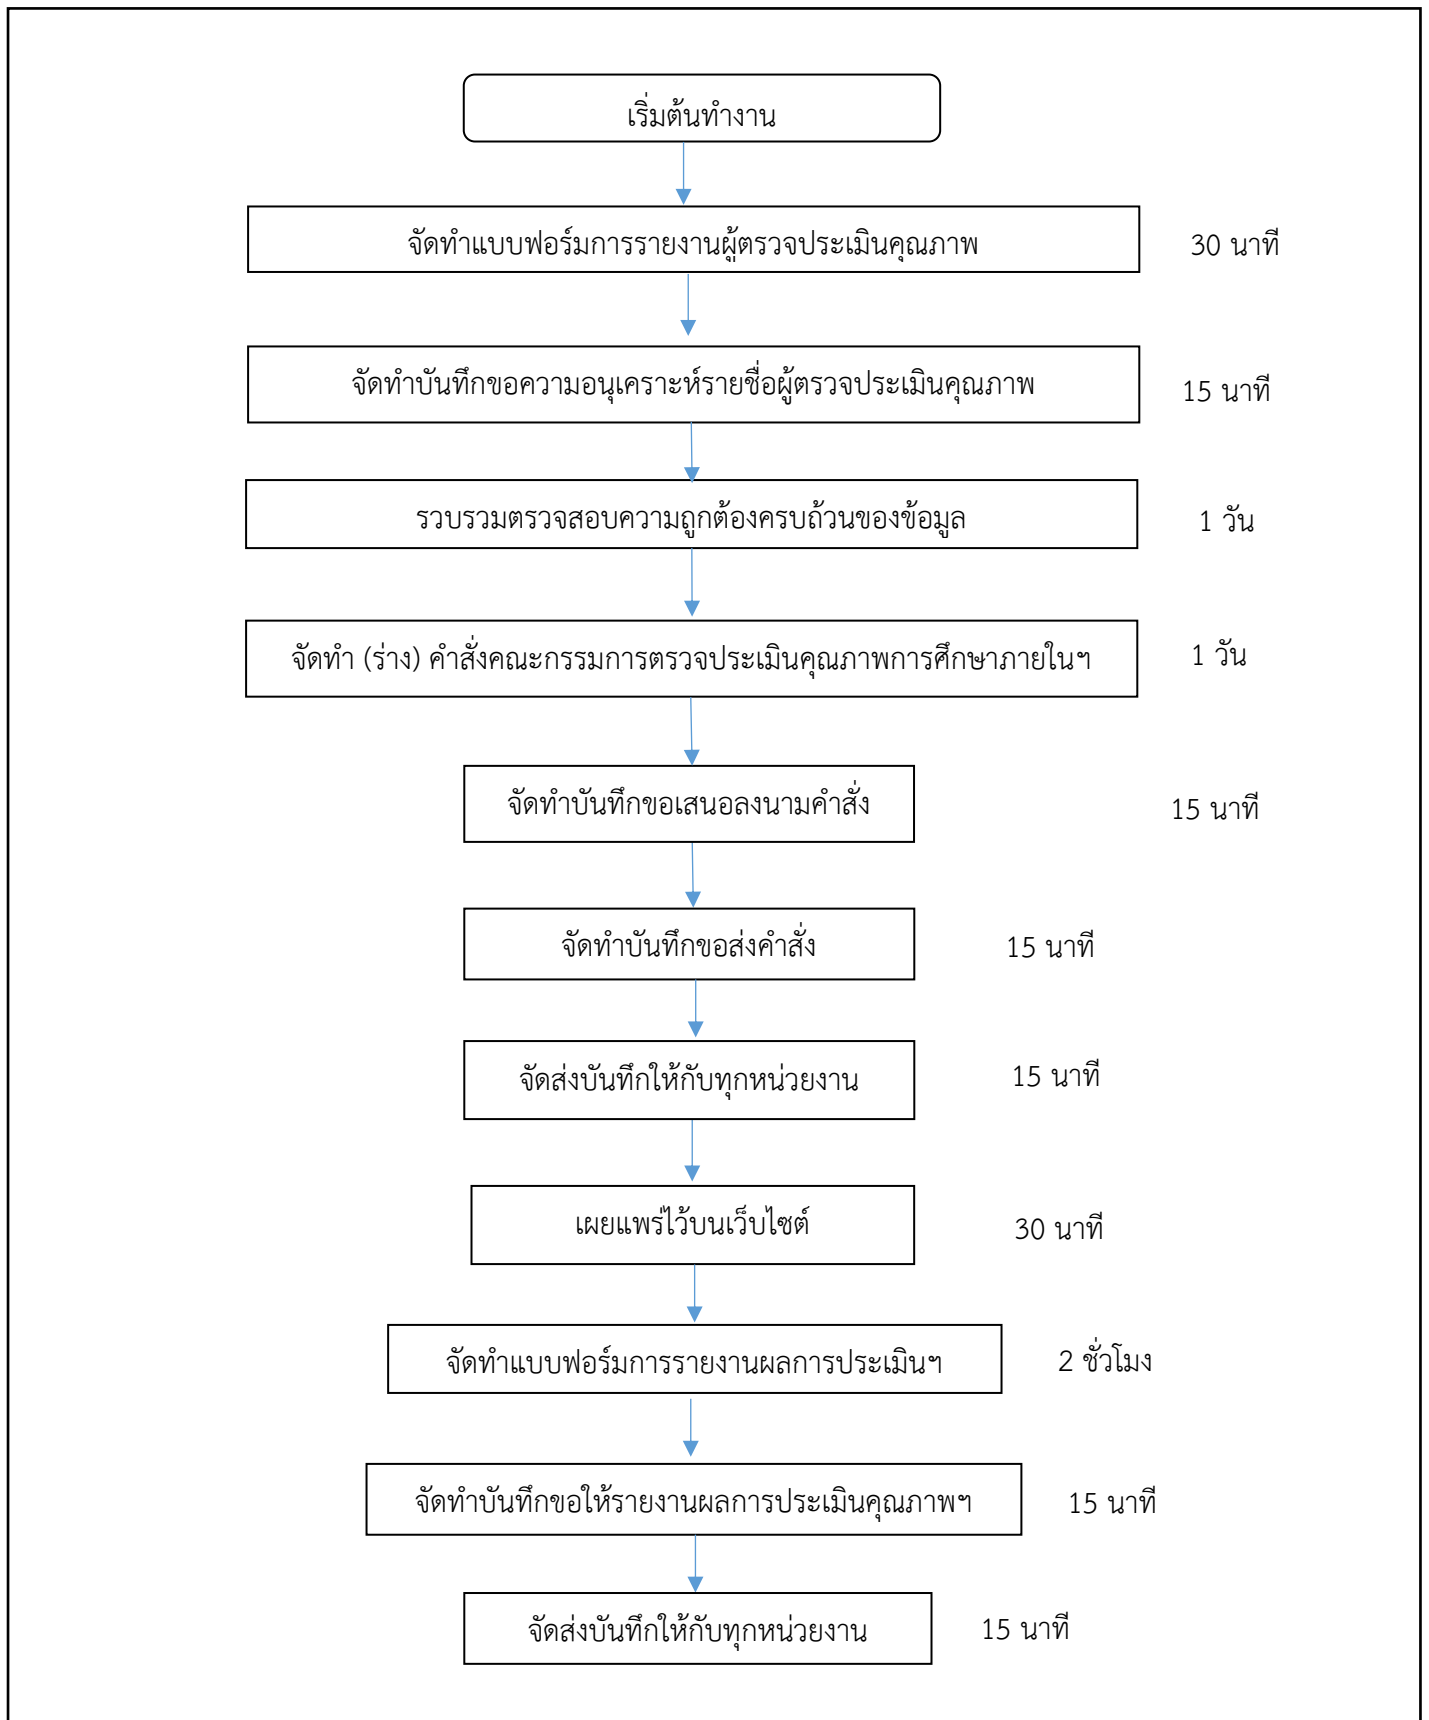 เริ่มต้นทำงาน
จัดทำแบบฟอร์มการรายงานผู้ตรวจประเมินคุณภาพ 30 นาที
จัดทำบันทึกขอความอนุเคราะห์รายชื่อผู้ตรวจประเมินคุณภาพ 15 นาที
รวบรวมตรวจสอบความถูกต้องครบถ้วนของข้อมูล 1 วัน
จัดทำ (ร่าง) คำสั่งคณะกรรมการตรวจประเมินคุณภาพการศึกษาภายในฯ 1 วัน
จัดทำบันทึกขอเสนอลงนามคำสั่ง 15 นาที
จัดทำบันทึกขอส่งคำสั่ง 15 นาที
จัดส่งบันทึกให้กับทุกหน่วยงาน 15 นาที
เผยแพร่ไว้บนเว็บไซต์ 30 นาที
จัดทำแบบฟอร์มการรายงานผลการประเมินฯ 2 ชั่วโมง
จัดทำบันทึกขอให้รายงานผลการประเมินคุณภาพฯ 15 นาที
จัดส่งบันทึกให้กับทุกหน่วยงาน 15 นาที